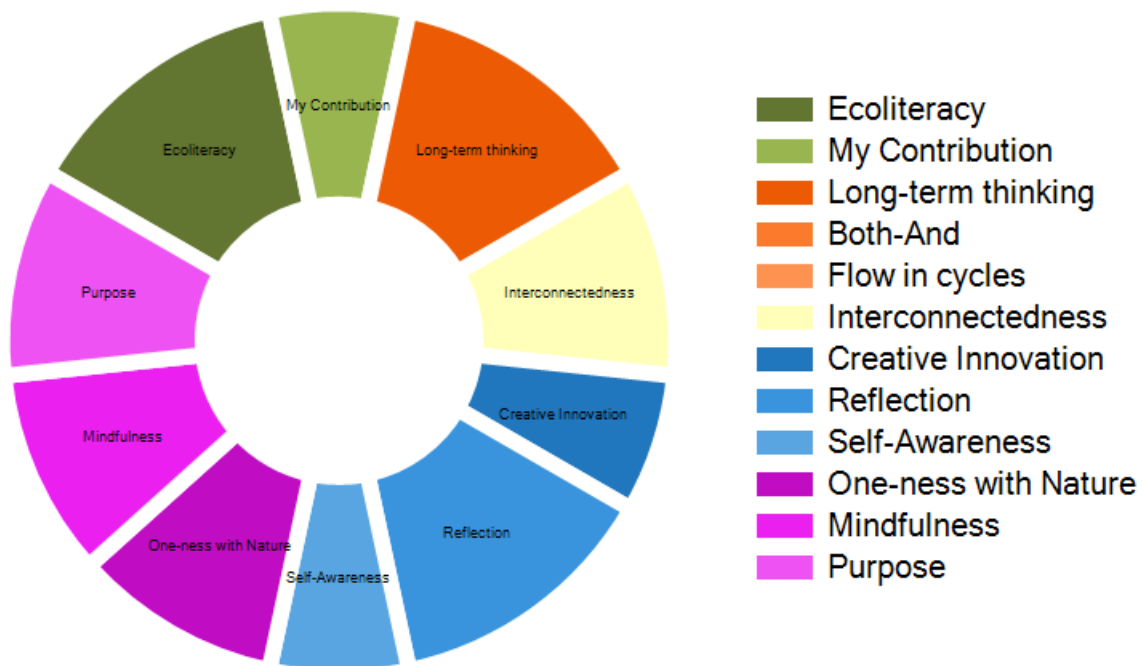 My Contribution
Ecoliteracy
Long-term thinking
Purpose
Interconnectedness
Mindfulness
Creative Innovation
One-ness with Nature
Reflection
Self-Awareness
Ecoliteracy
My Contribution
Long-term thinking
Both-And
Flow in cycles
Interconnectedness
Creative Innovation
Reflection
Self-Awareness
One-ness with Nature
Mindfulness
Purpose